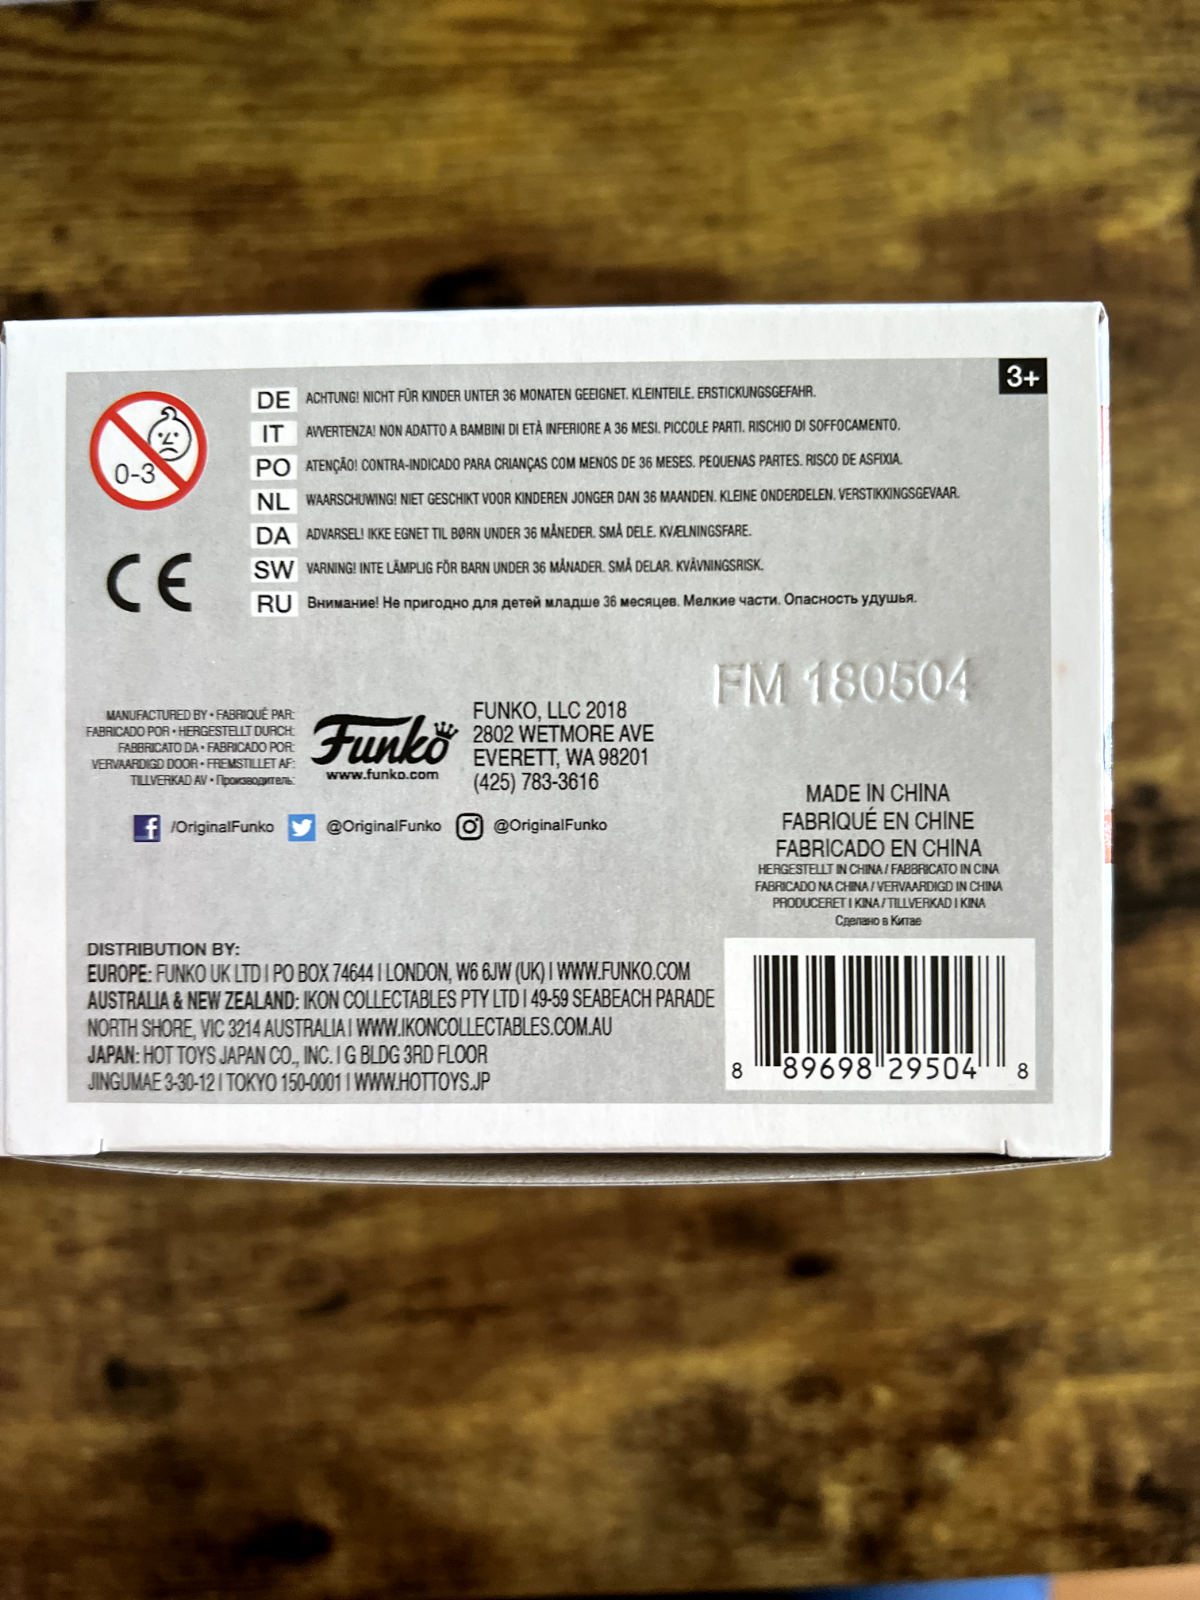 3+
0-3
DE ACHTUNG! NICHT FÜR KINDER UNTER 36 MONATEN GEEIGNET. KLEINTEILE. ERSTICKUNGSGEFAHR.
IT AVVERTENZA! NON ADATTO A BAMBINI DI ETÀ INFERIORE A 36 MESI. PICCOLE PARTI. RISCHIO DI SOFFOCAMENTO.
PO ATENÇÃO! CONTRA-INDICADO PARA CRIANÇAS COM MENOS DE 36 MESES. PEQUENAS PARTES. RISCO DE ASFIXIA.
NL WAARSCHUWING! NIET GESCHIKT VOOR KINDEREN JONGER DAN 36 MAANDEN. KLEINE ONDERDELEN. VERSTIKKINGSGEVAAR.
DA ADVARSEL! IKKE EGNET TIL BØRN UNDER 36 MÅNEDER. SMÅ DELE. KVÆLNINGSFARE.
SW VARNING! INTE LÄMPLIG FÖR BARN UNDER 36 MÅNADER. SMÅ DELAR. KVÄVNINGSRISK.
RU Внимание! Не пригодно для детей младше 36 месяцев. Мелкие части. Опасность удушья.
CE
FM 180504
MANUFACTURED BY • FABRIQUÉ PAR:
FABRICADO POR • HERGESTELLT DURCH:
FABBRICATO DA • FABRICADO POR:
VERVAARDIGD DOOR • FREMSTILLET AF:
TILLVERKAD AV • Производитель:
Funko
www.funko.com
FUNKO, LLC 2018
2802 WETMORE AVE
EVERETT, WA 98201
(425) 783-3616
/OriginalFunko @OriginalFunko @OriginalFunko
MADE IN CHINA
FABRIQUÉ EN CHINE
FABRICADO EN CHINA
HERGESTELLT IN CHINA / FABBRICATO IN CINA
FABRICADO NA CHINA / VERVAARDIGD IN CHINA
PRODUCERET I KINA / TILLVERKAD I KINA
Сделано в Китае
DISTRIBUTION BY:
EUROPE: FUNKO UK LTD | PO BOX 74644 | LONDON, W6 6JW (UK) | WWW.FUNKO.COM
AUSTRALIA & NEW ZEALAND: IKON COLLECTABLES PTY LTD | 49-59 SEABEACH PARADE
NORTH SHORE, VIC 3214 AUSTRALIA | WWW.IKONCOLLECTABLES.COM.AU
JAPAN: HOT TOYS JAPAN CO., INC. | G BLDG 3RD FLOOR
JINGUMAE 3-30-12 | TOKYO 150-0001 | WWW.HOTTOYS.JP
8 89698 29504 8